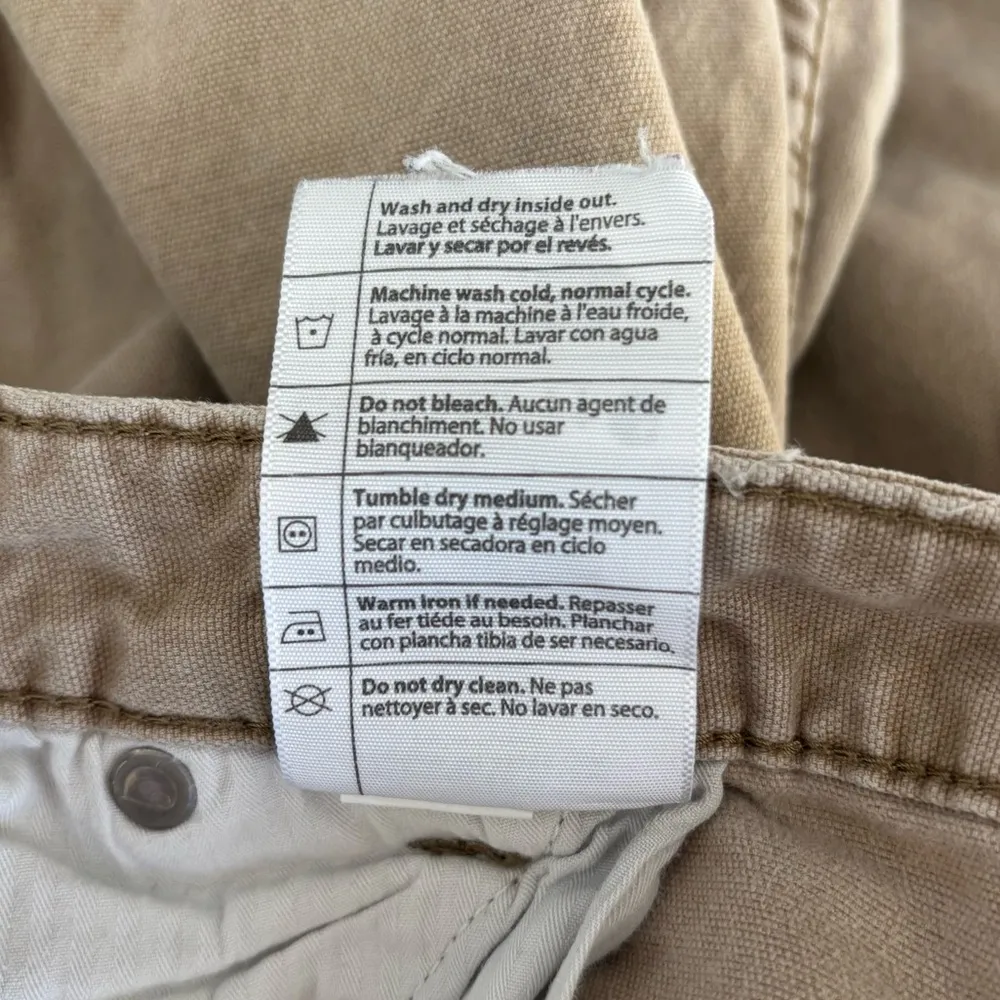 Wash and dry inside out.
Lavage et séchage à l'envers.
Lavar y secar por el revés.
Machine wash cold, normal cycle.
Lavage à la machine à l'eau froide,
à cycle normal. Lavar con agua
fría, en ciclo normal.
Do not bleach. Aucun agent de
blanchiment. No usar
blanqueador.
Tumble dry medium. Sécher
par culbutage à réglage moyen.
Secar en secadora en ciclo
medio.
Warm iron if needed. Repasser
au fer tiéde au besoin. Planchar
con plancha tibia de ser necesario.
Do not dry clean. Ne pas
nettoyer à sec. No lavar en seco.